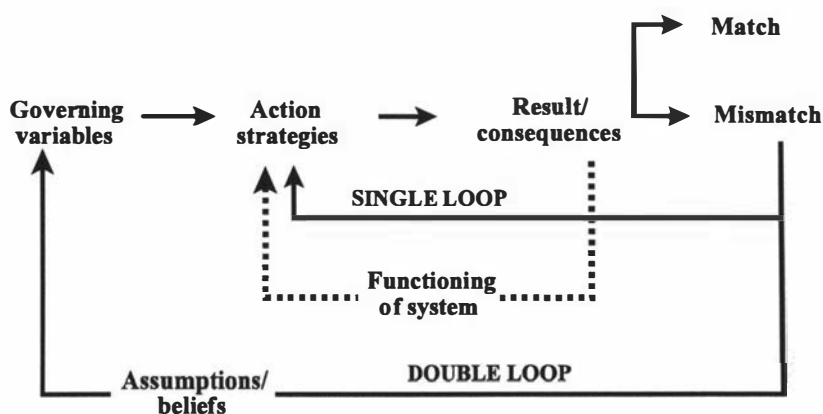 Match
Governing
variables
Action
strategies
Result/
consequences
Mismatch
SINGLE LOOP
Functioning
of system
Assumptions/
beliefs
DOUBLE LOOP